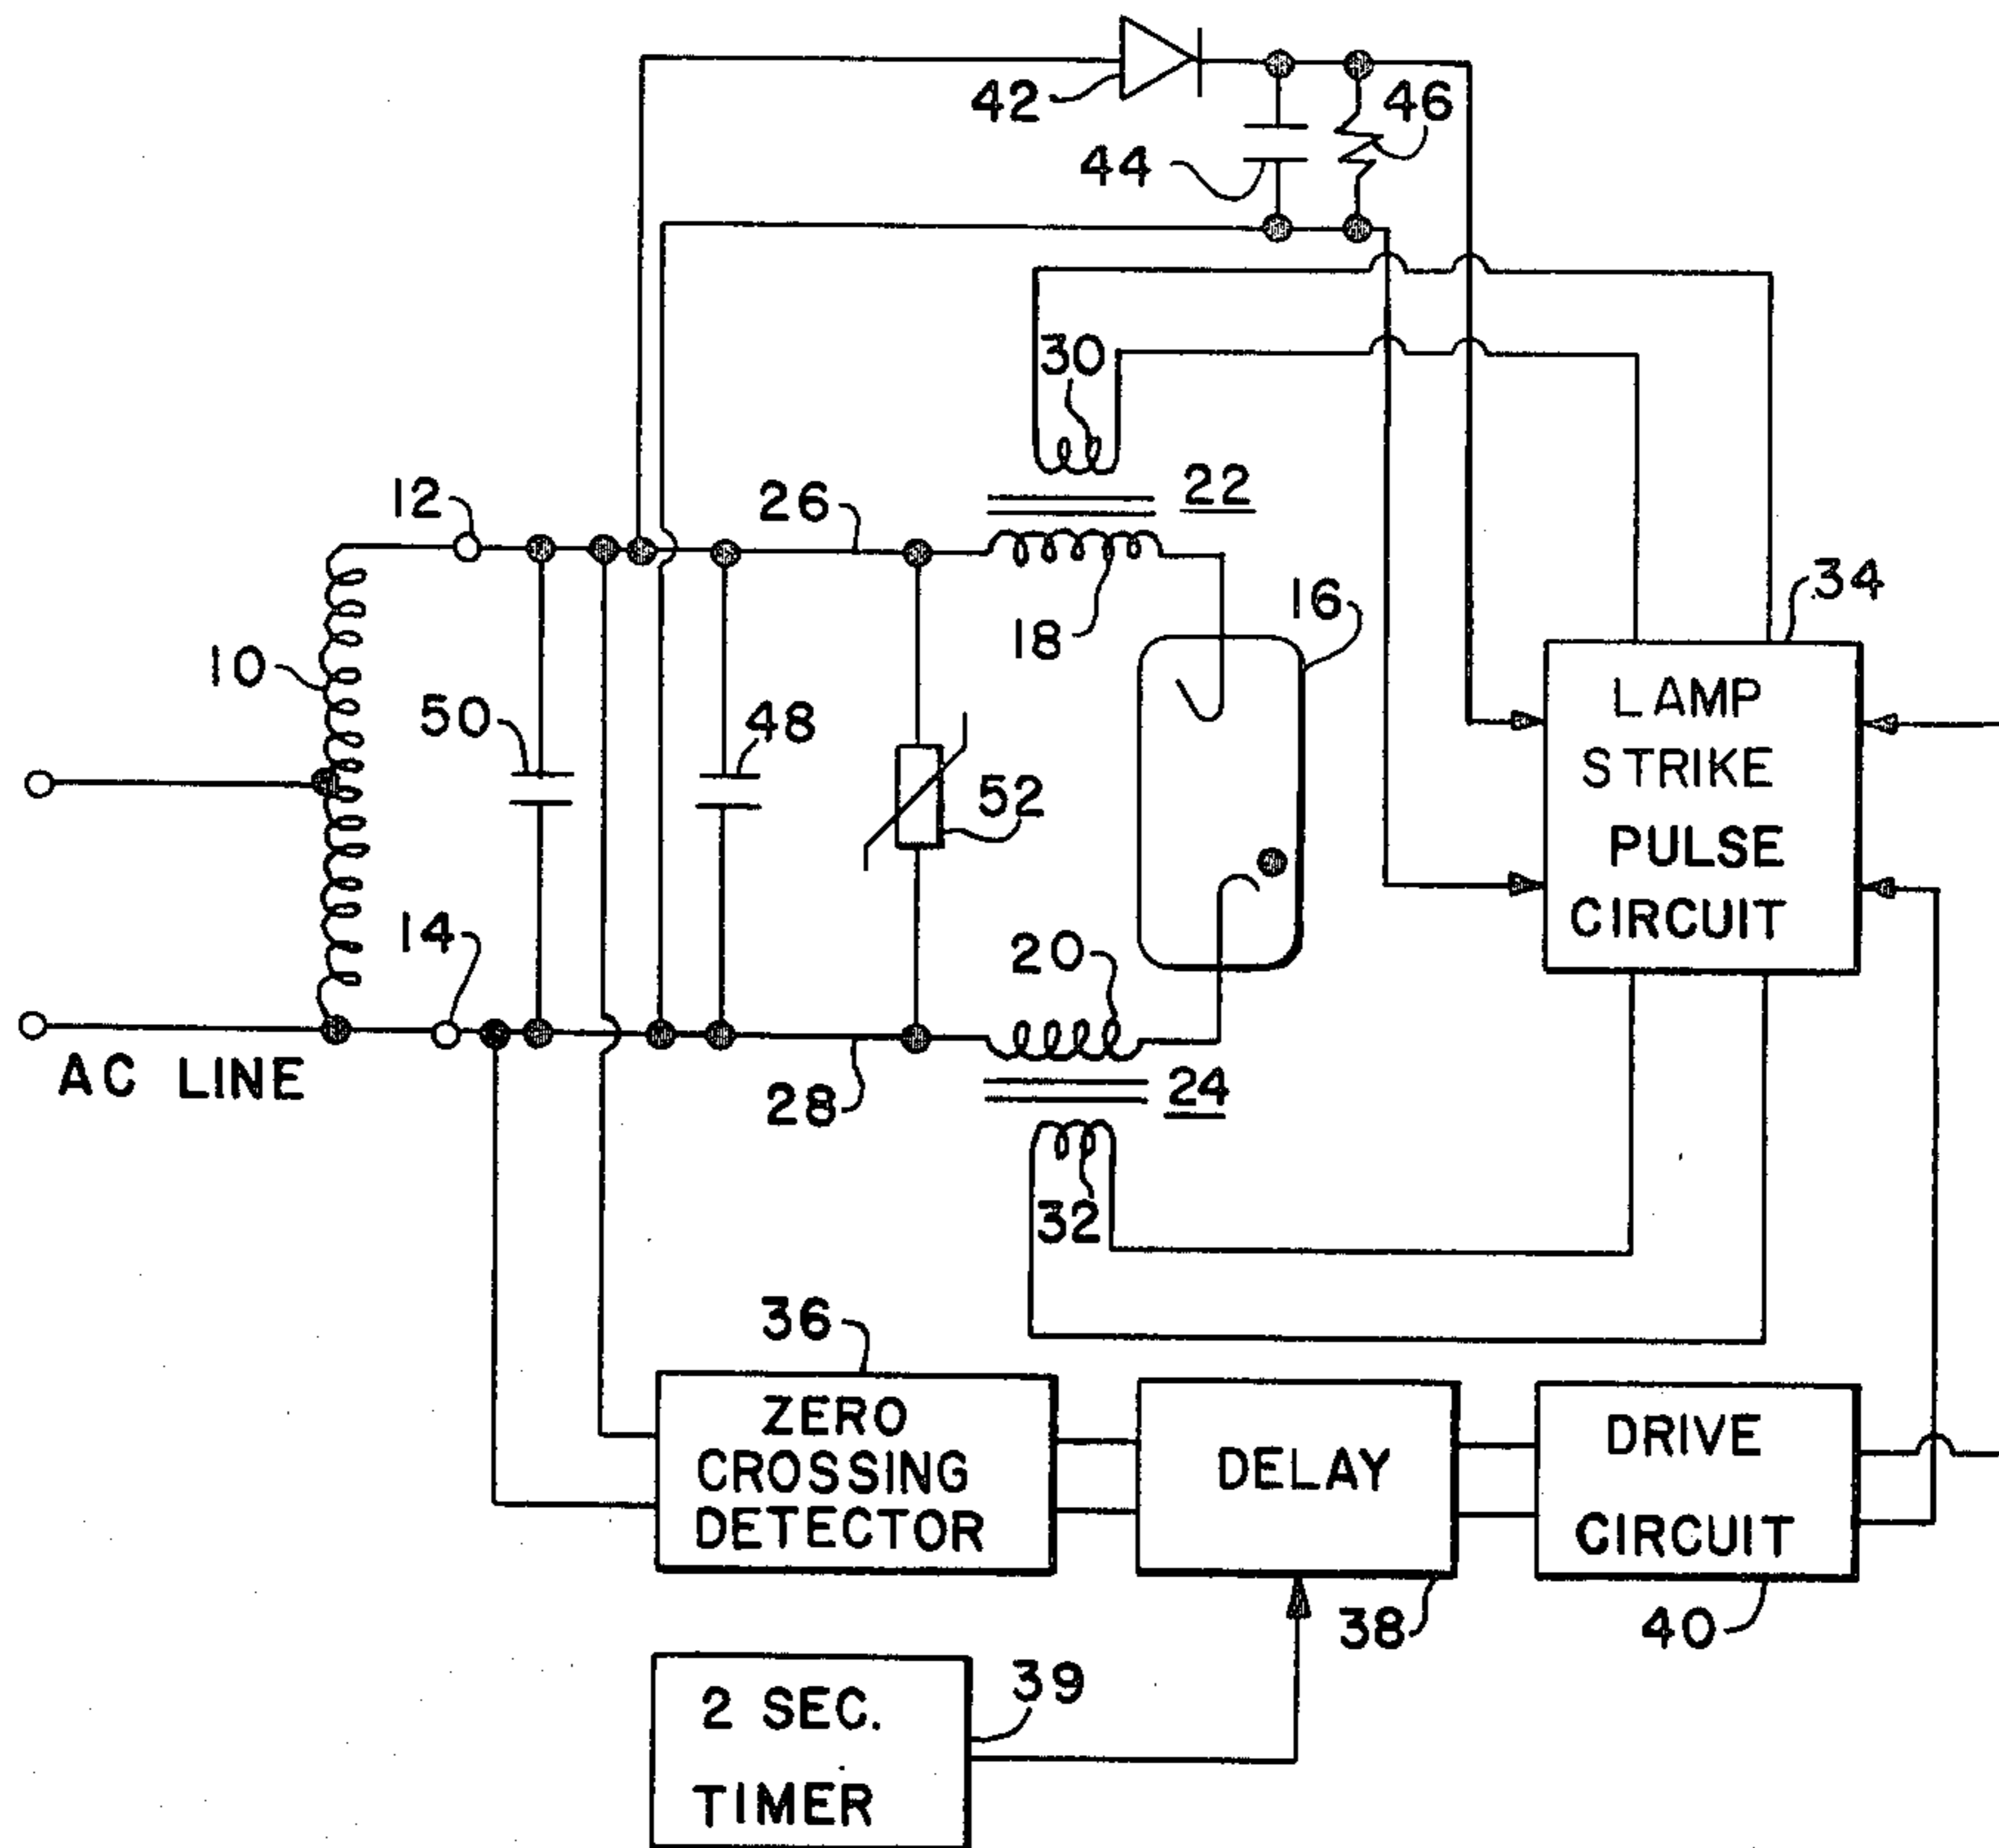 42
46
44
30
22
12
26
34
16
18
10
LAMP
STRIKE
PULSE
CIRCUIT
50
48
52
14
20
AC LINE
28
24
32
36
ZERO
CROSSING
DETECTOR
DELAY
DRIVE
CIRCUIT
38
40
39
2 SEC.
TIMER